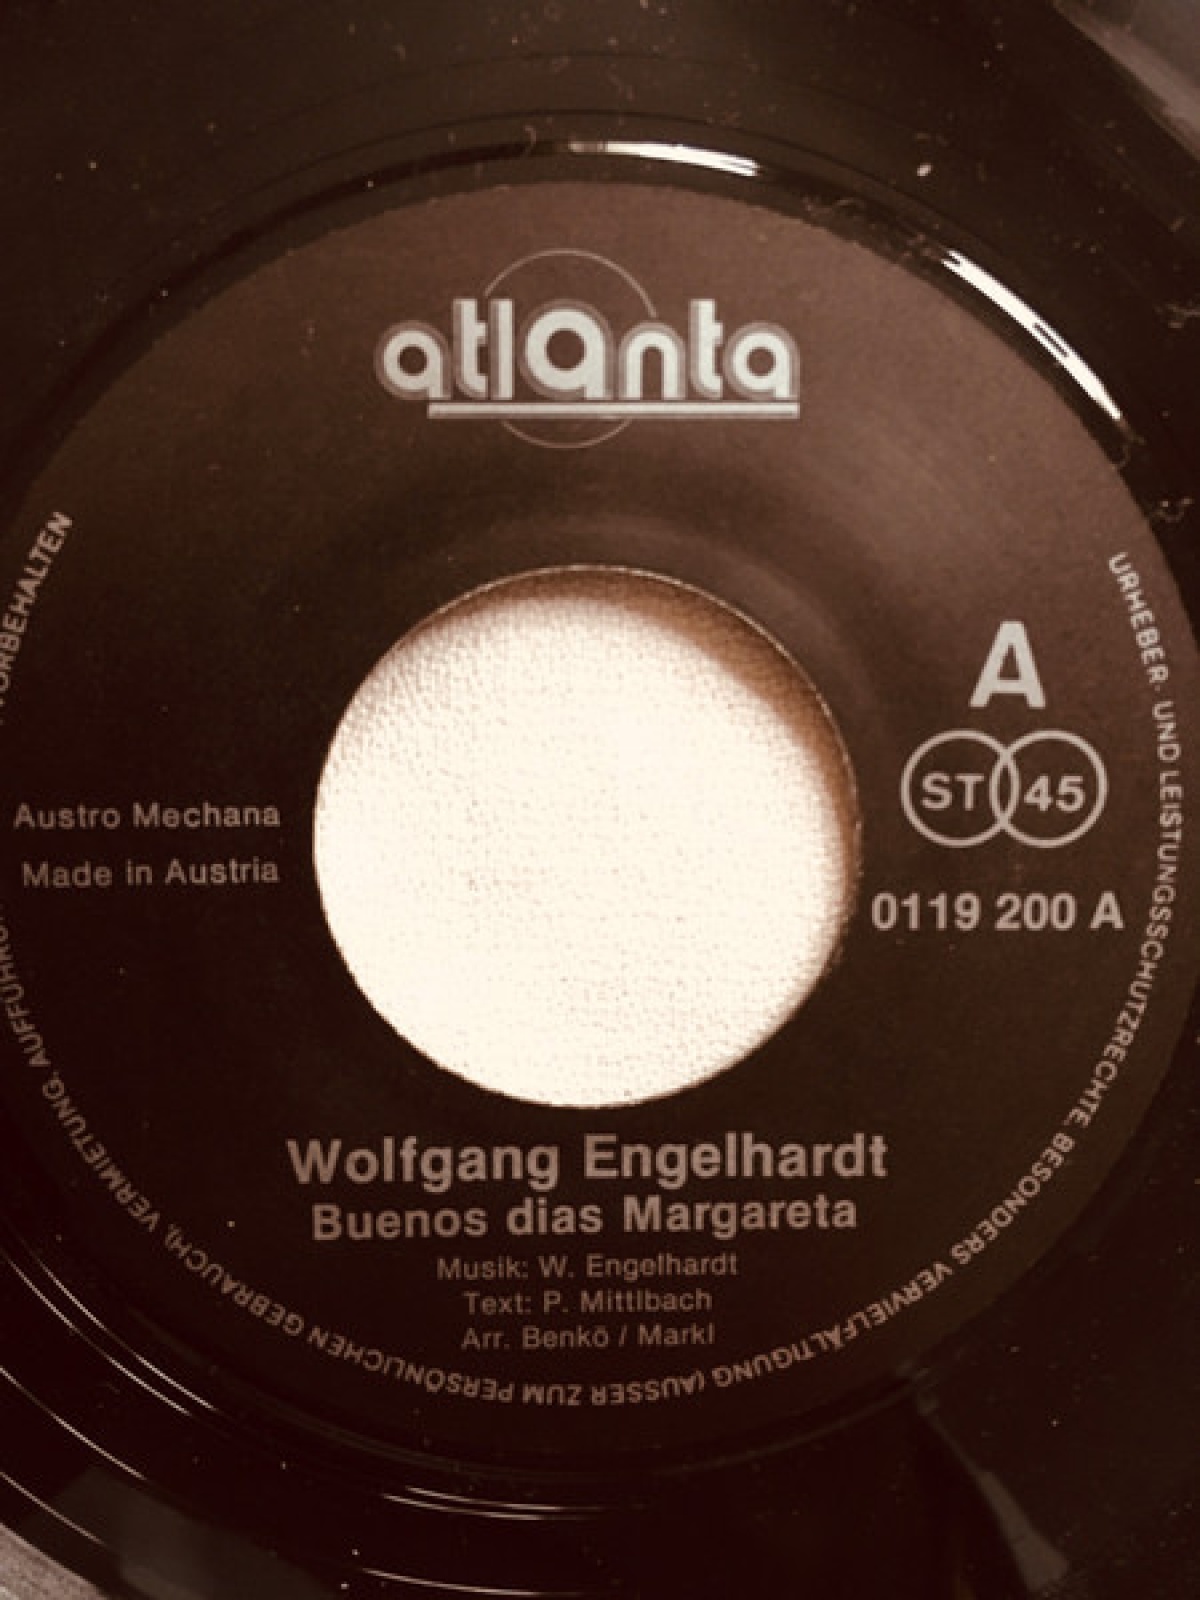 atlanta
A
ST 45
0119 200 A
Austro Mechana
Made in Austria
Wolfgang Engelhardt
Buenos dias Margareta
Musik: W. Engelhardt
Text: P. Mittlbach
Arr. Benkö / Markl
URHEBER- UND LEISTUNGSSCHUTZRECHTE, BESONDERS VERVIELFÄLTIGUNG (AUSSER ZUM PERSÖNLICHEN GEBRAUCH), VERMIETUNG, VORBEHALTEN